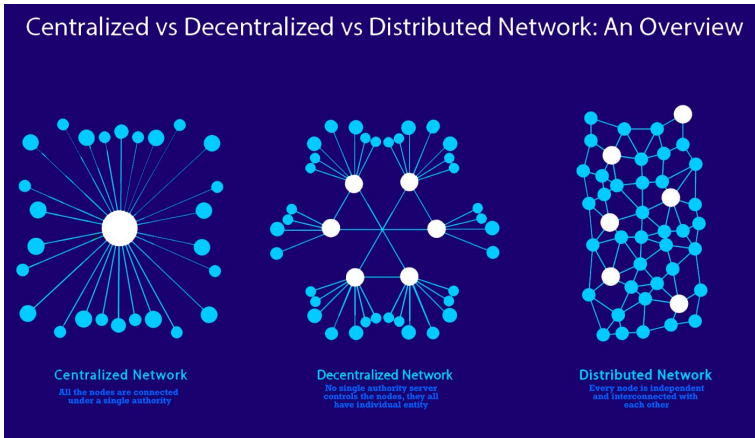 Centralized vs Decentralized vs Distributed Network: An Overview
Centralized Network
All the nodes are connected
under a single authority
Decentralized Network
No single authority server
controls the nodes, they all
have individual entity
Distributed Network
Every node is independent
and interconnected with
each other